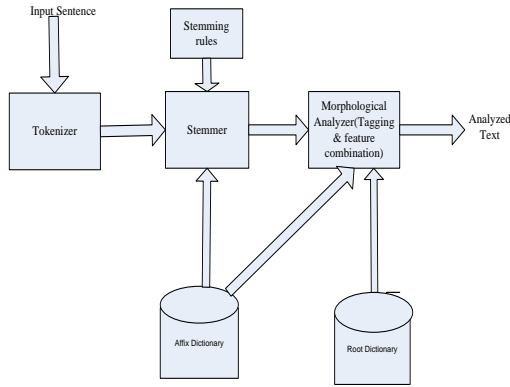 Input Sentence
Stemming
rules
Tokenizer
Stemmer
Morphological
Analyzer(Tagging
& feature
combination)
Analyzed
Text
Affix Dictionary
Root Dictionary